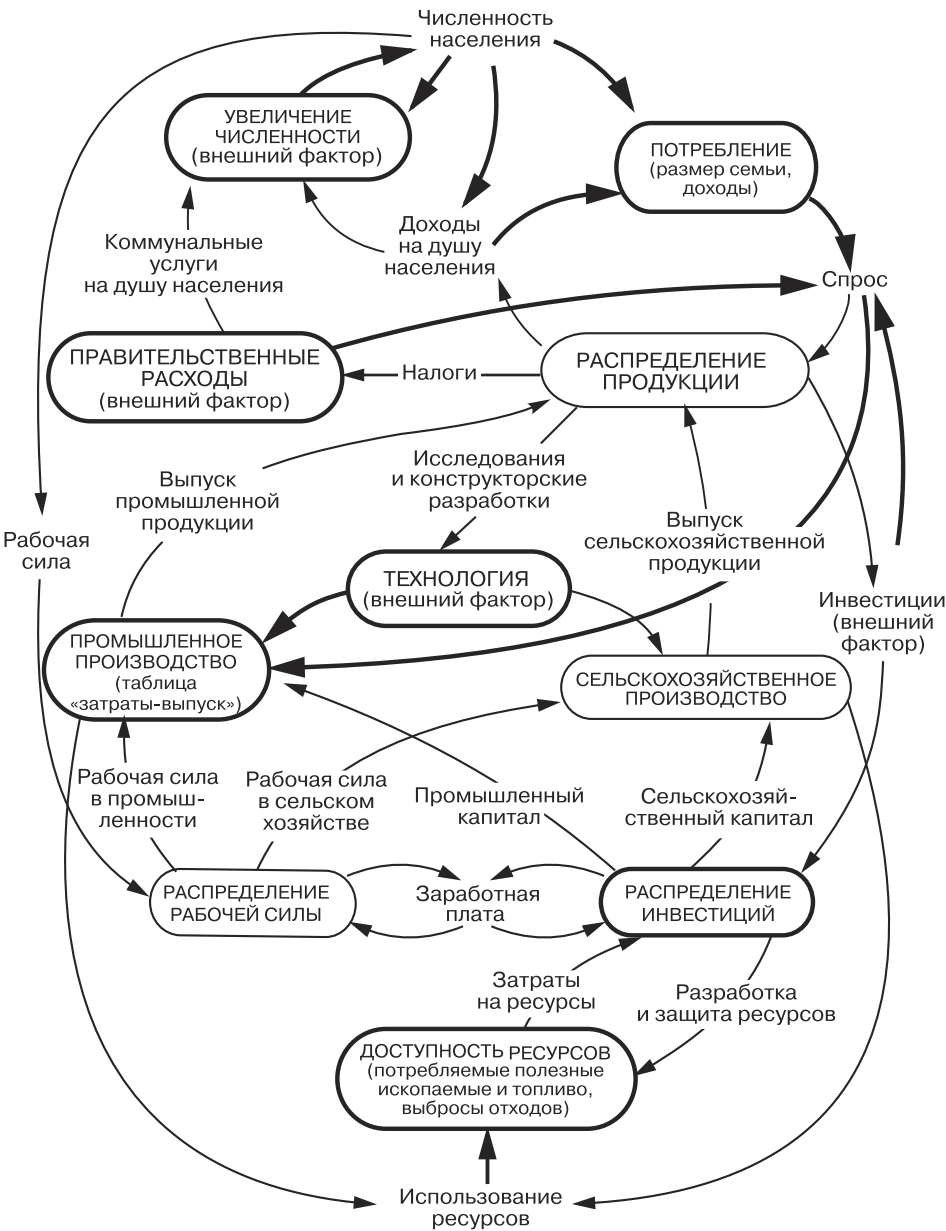 Численность
населения
УВЕЛИЧЕНИЕ
ЧИСЛЕННОСТИ
(внешний фактор)
ПОТРЕБЛЕНИЕ
(размер семьи,
доходы)
Коммунальные
услуги
на душу населения
Доходы
на душу
населения
Спрос
ПРАВИТЕЛЬСТВЕННЫЕ
РАСХОДЫ
(внешний фактор)
Налоги
РАСПРЕДЕЛЕНИЕ
ПРОДУКЦИИ
Выпуск
промышленной
продукции
Исследования
и конструкторские
разработки
Выпуск
сельскохозяйственной
продукции
Рабочая
сила
ТЕХНОЛОГИЯ
(внешний фактор)
Инвестиции
(внешний
фактор)
ПРОМЫШЛЕННОЕ
ПРОИЗВОДСТВО
(таблица
«затраты-выпуск»)
СЕЛЬСКОХОЗЯЙСТВЕННОЕ
ПРОИЗВОДСТВО
Рабочая сила
в промыш-
ленности
Рабочая сила
в сельском
хозяйстве
Промышленный
капитал
Сельскохозяй-
ственный капитал
РАСПРЕДЕЛЕНИЕ
РАБОЧЕЙ СИЛЫ
Заработная
плата
РАСПРЕДЕЛЕНИЕ
ИНВЕСТИЦИЙ
Затраты
на ресурсы
Разработка
и защита ресурсов
ДОСТУПНОСТЬ РЕСУРСОВ
(потребляемые полезные
ископаемые и топливо,
выбросы отходов)
Использование
ресурсов